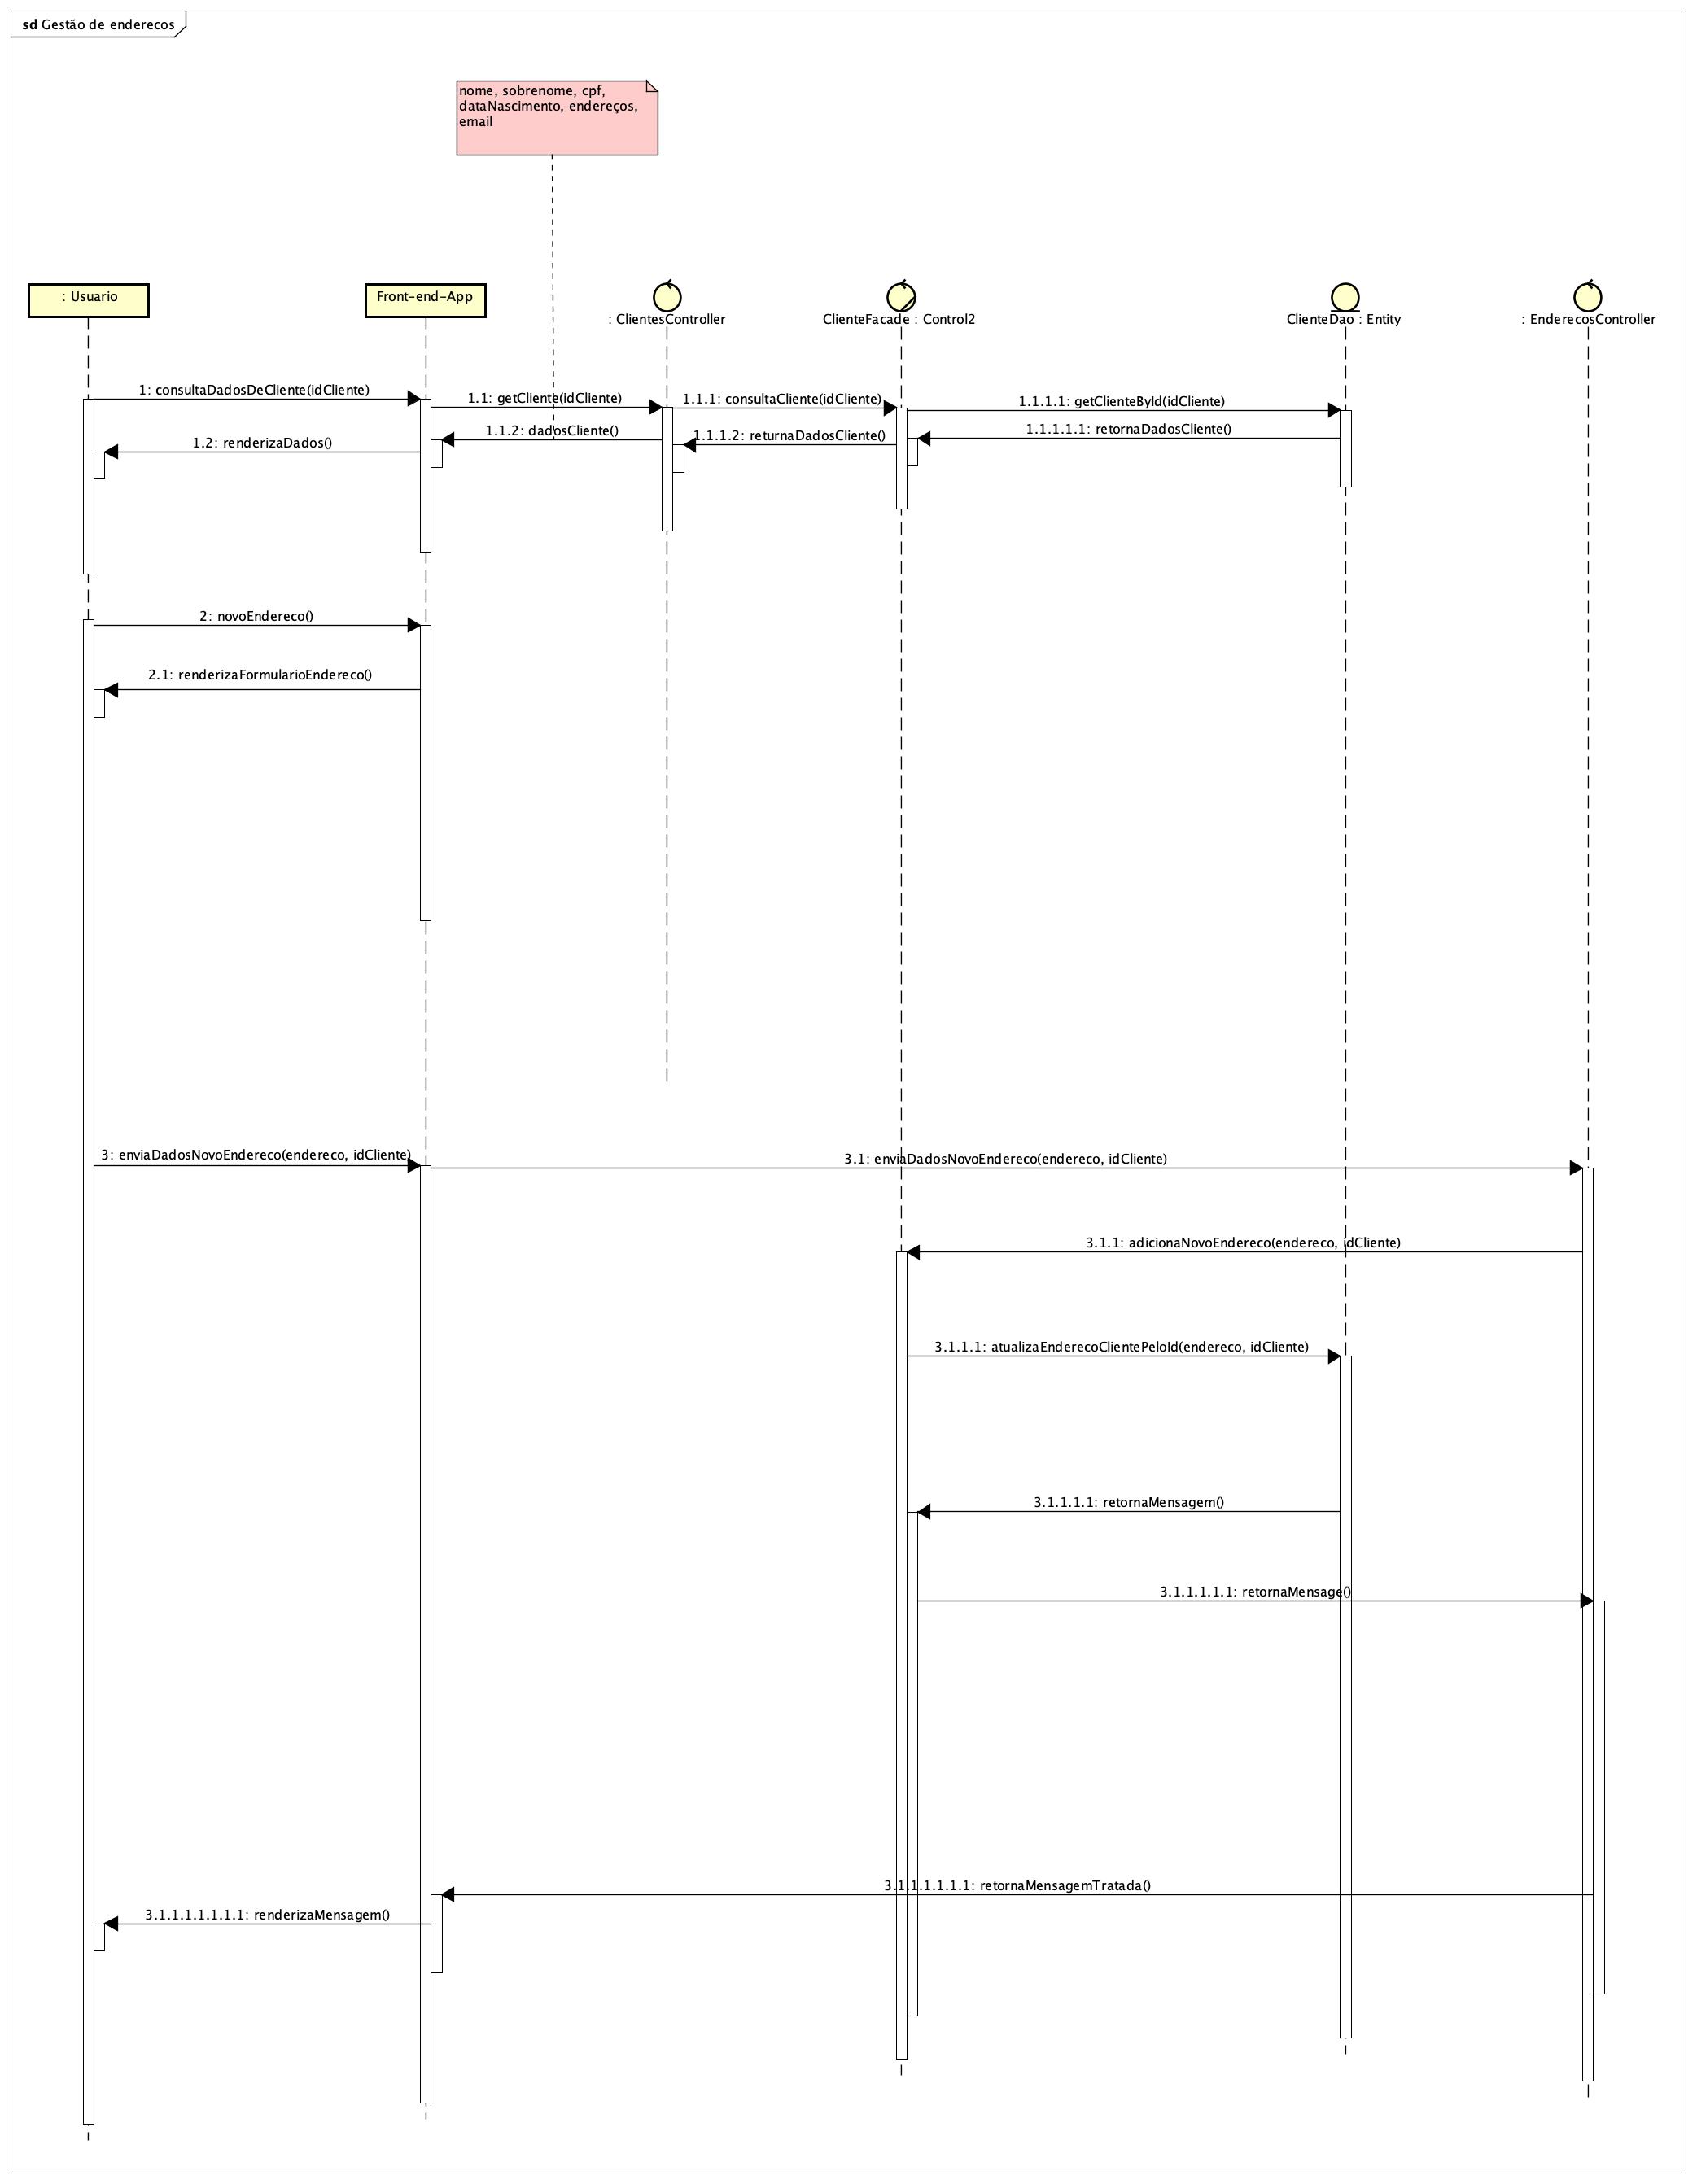 sd Gestão de enderecos
nome, sobrenome, cpf,
dataNascimento, endereços,
email
: Usuario
Front-end-App
: ClientesController
ClienteFacade : Control2
ClienteDao : Entity
: EnderecosController
1: consultaDadosDeCliente(idCliente)
1.1: getCliente(idCliente)
1.1.1: consultaCliente(idCliente)
1.1.1.1: getClienteById(idCliente)
1.1.1.1.1: retornaDadosCliente()
1.1.1.2: returnaDadosCliente()
1.1.2: dadosCliente()
1.2: renderizaDados()
2: novoEndereco()
2.1: renderizaFormularioEndereco()
3: enviaDadosNovoEndereco(endereco, idCliente)
3.1: enviaDadosNovoEndereco(endereco, idCliente)
3.1.1: adicionaNovoEndereco(endereco, idCliente)
3.1.1.1: atualizaEnderecoClientePeloId(endereco, idCliente)
3.1.1.1.1: retornaMensagem()
3.1.1.1.1.1: retornaMensage()
3.1.1.1.1.1.1: retornaMensagemTratada()
3.1.1.1.1.1.1.1: renderizaMensagem()